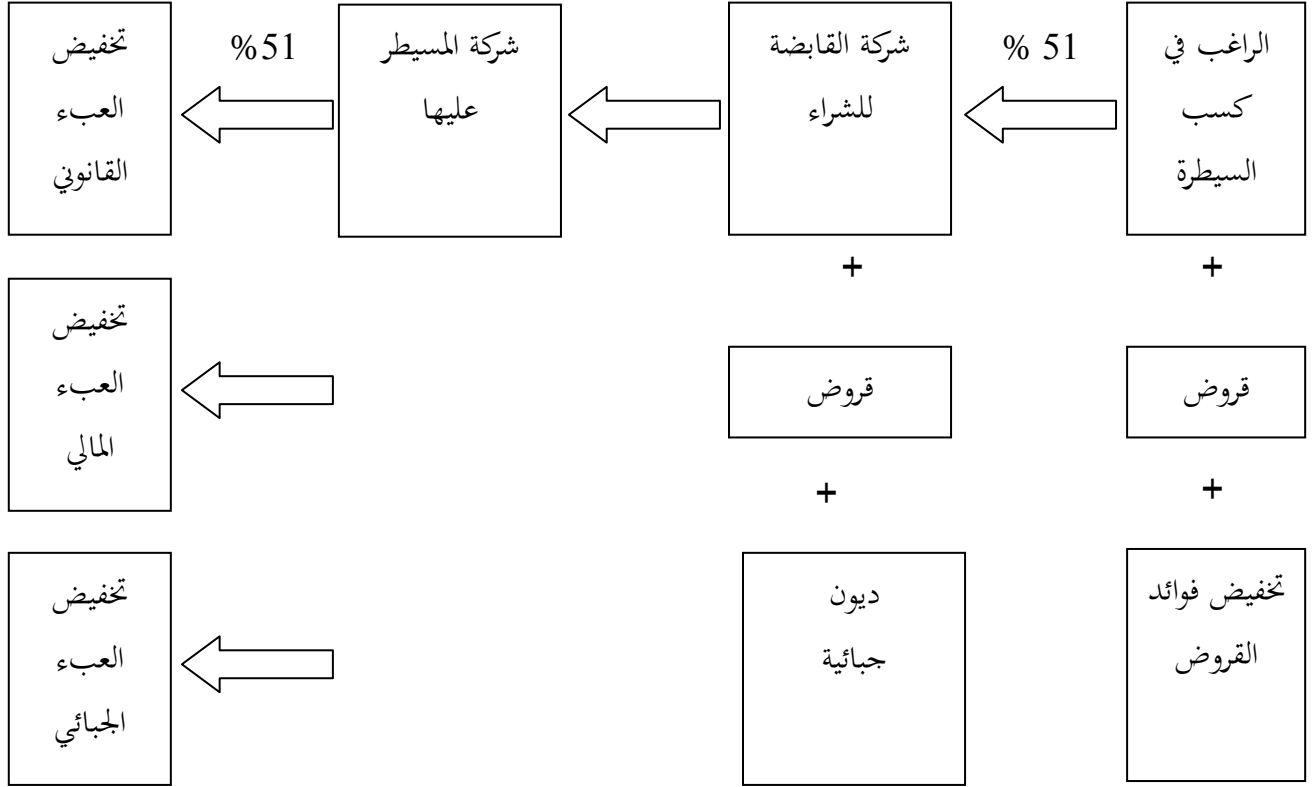 الراغب في
كسب
السيطرة
51 %
شركة القابضة
للشراء
شركة المسيطر
عليها
%51
تخفيض
العبء
القانوني
+
+
قروض
قروض
تخفيض
العبء
المالي
+
+
تخفيض فوائد
القروض
ديون
جبائية
تخفيض
العبء
الجبائي